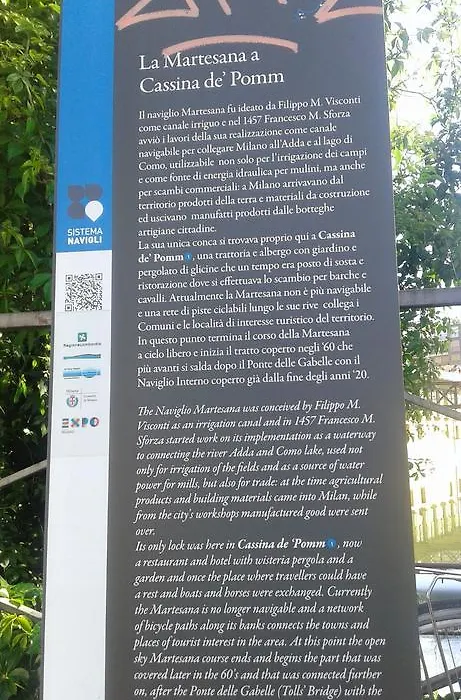 La Martesana a
Cassina de' Pomm
Il naviglio Martesana fu ideato da Filippo M. Visconti
come canale irriguo e nel 1457 Francesco M. Sforza
avviò i lavori della sua realizzazione come canale
navigabile per collegare Milano all'Adda e al lago di
Como, utilizzabile non solo per l'irrigazione dei campi
e come fonte di energia idraulica per mulini, ma anche
per scambi commerciali: a Milano arrivavano dal
territorio prodotti della terra e materiali da costruzione
ed uscivano manufatti prodotti dalle botteghe
artigiane cittadine.
La sua unica conca si trovava proprio qui a Cassina
de' Pomm, una trattoria e albergo con giardino e
pergolato di glicine che un tempo era posto di sosta e
ristorazione dove si effettuava lo scambio per barche e
cavalli. Attualmente la Martesana non è più navigabile
e una rete di piste ciclabili lungo le sue rive collega i
Comuni e le località di interesse turistico del territorio.
In questo punto termina il corso della Martesana
a cielo libero e inizia il tratto coperto negli '60 che
più avanti si salda dopo il Ponte delle Gabelle con il
Naviglio Interno coperto già dalla fine degli anni '20.
The Naviglio Martesana was conceived by Filippo M.
Visconti as an irrigation canal and in 1457 Francesco M.
Sforza started work on its implementation as a waterway
to connecting the river Adda and Como lake, used not
only for irrigation of the fields and as a source of water
power for mills, but also for trade: at the time agricultural
products and building materials came into Milan, while
from the city's workshops manufactured good were sent
over.
Its only lock was here in Cassina de 'Pomm, now
a restaurant and hotel with wisteria pergola and a
garden and once the place where travellers could have
a rest and boats and horses were exchanged. Currently
the Martesana is no longer navigable and a network
of bicycle paths along its banks connects the towns and
places of tourist interest in the area. At this point the open
sky Martesana course ends and begins the part that was
covered later in the 60's and that was connected further
on, after the Ponte delle Gabelle (Tolls' Bridge) with the
SISTEMA
NAVIGLI
RegioneLombardia
EXPO